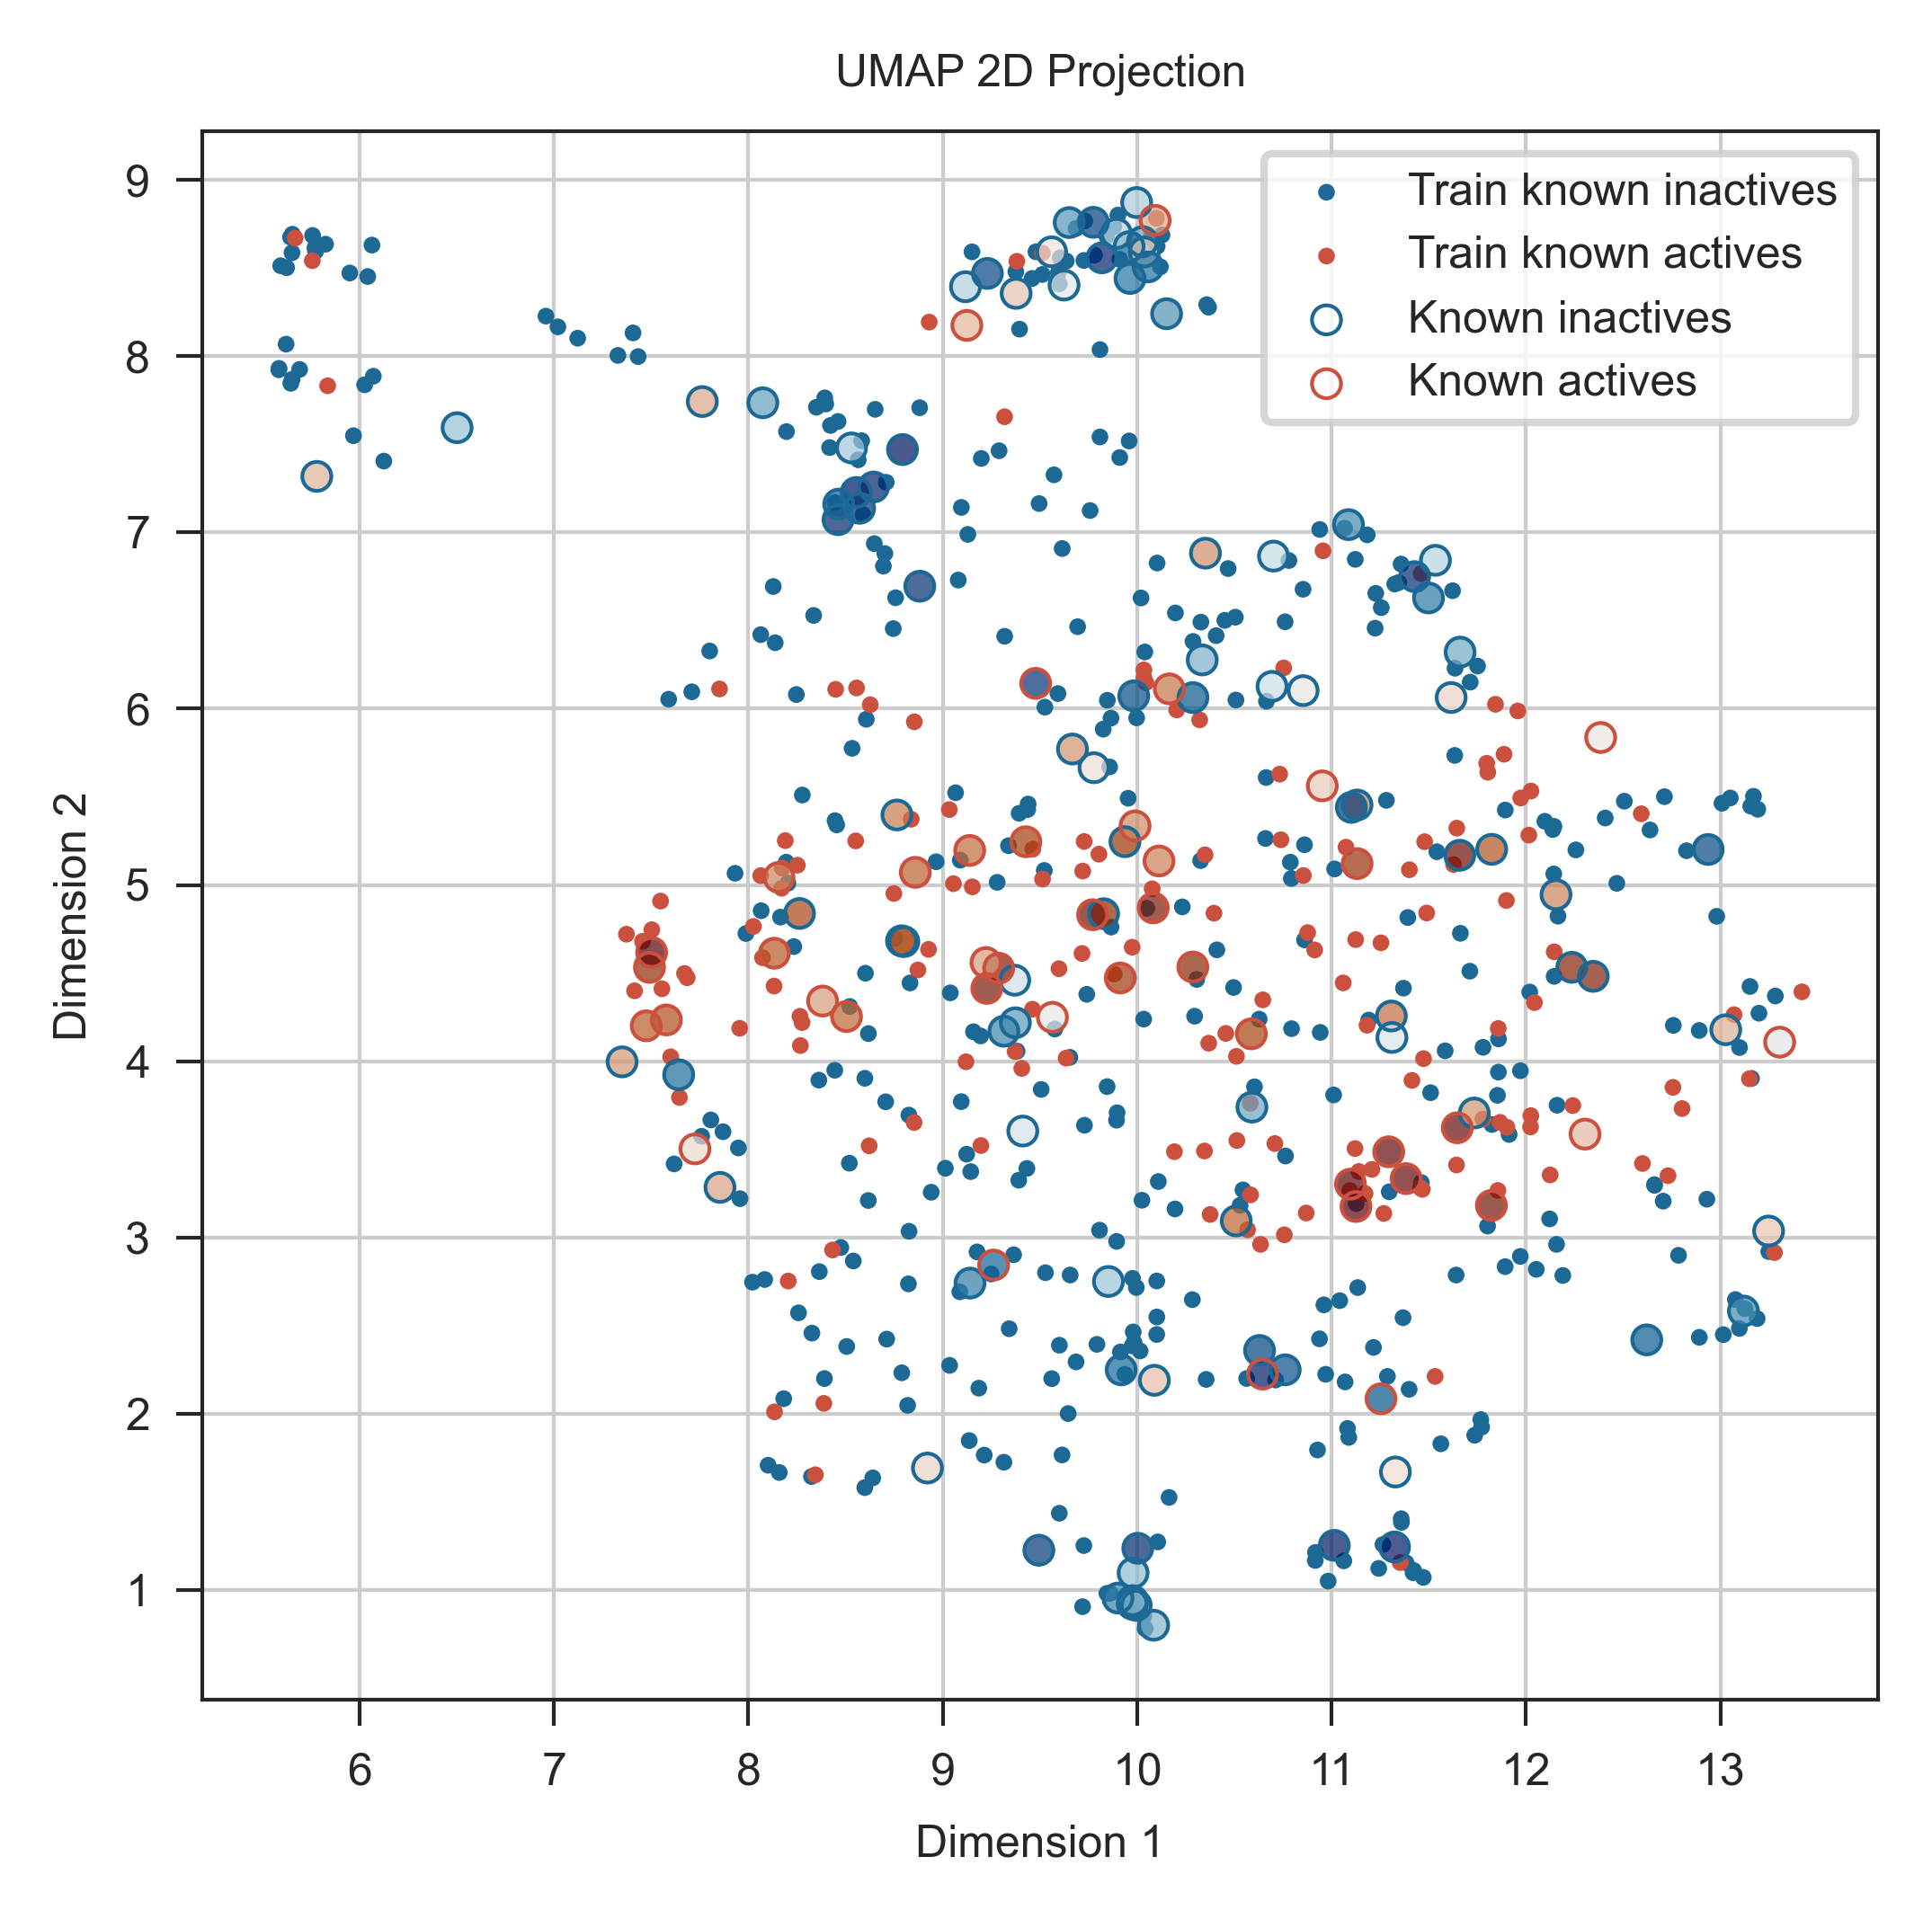 UMAP 2D Projection
Train known inactives
Train known actives
Known inactives
Known actives
9
8
7
6
5
4
3
2
1
Dimension 2
6 7 8 9 10 11 12 13
Dimension 1